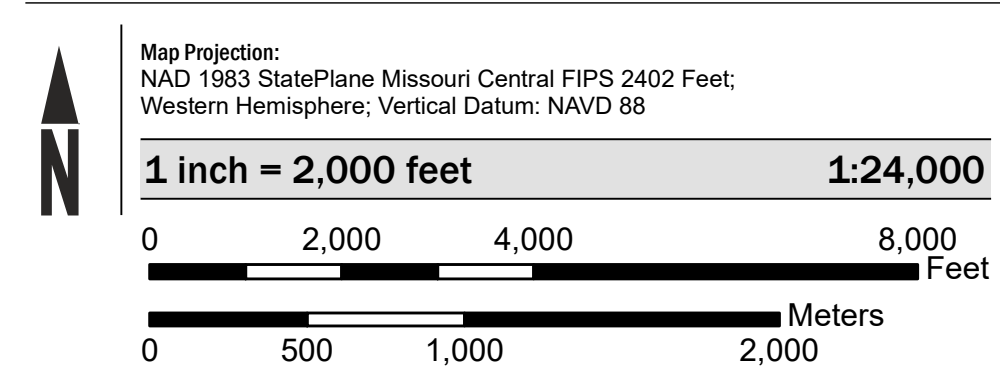 Map Projection:
NAD 1983 StatePlane Missouri Central FIPS 2402 Feet;
Western Hemisphere; Vertical Datum: NAVD 88
N
1 inch = 2,000 feet 1:24,000
0 2,000 4,000 8,000
Feet
Meters
0 500 1,000 2,000